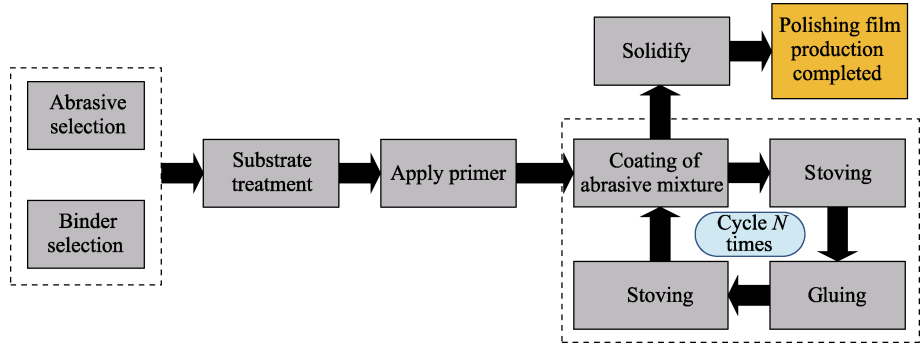 Abrasive
selection
Binder
selection
Substrate
treatment
Apply primer
Solidify
Polishing film
production
completed
Coating of
abrasive mixture
Stoving
Cycle N
times
Stoving
Gluing